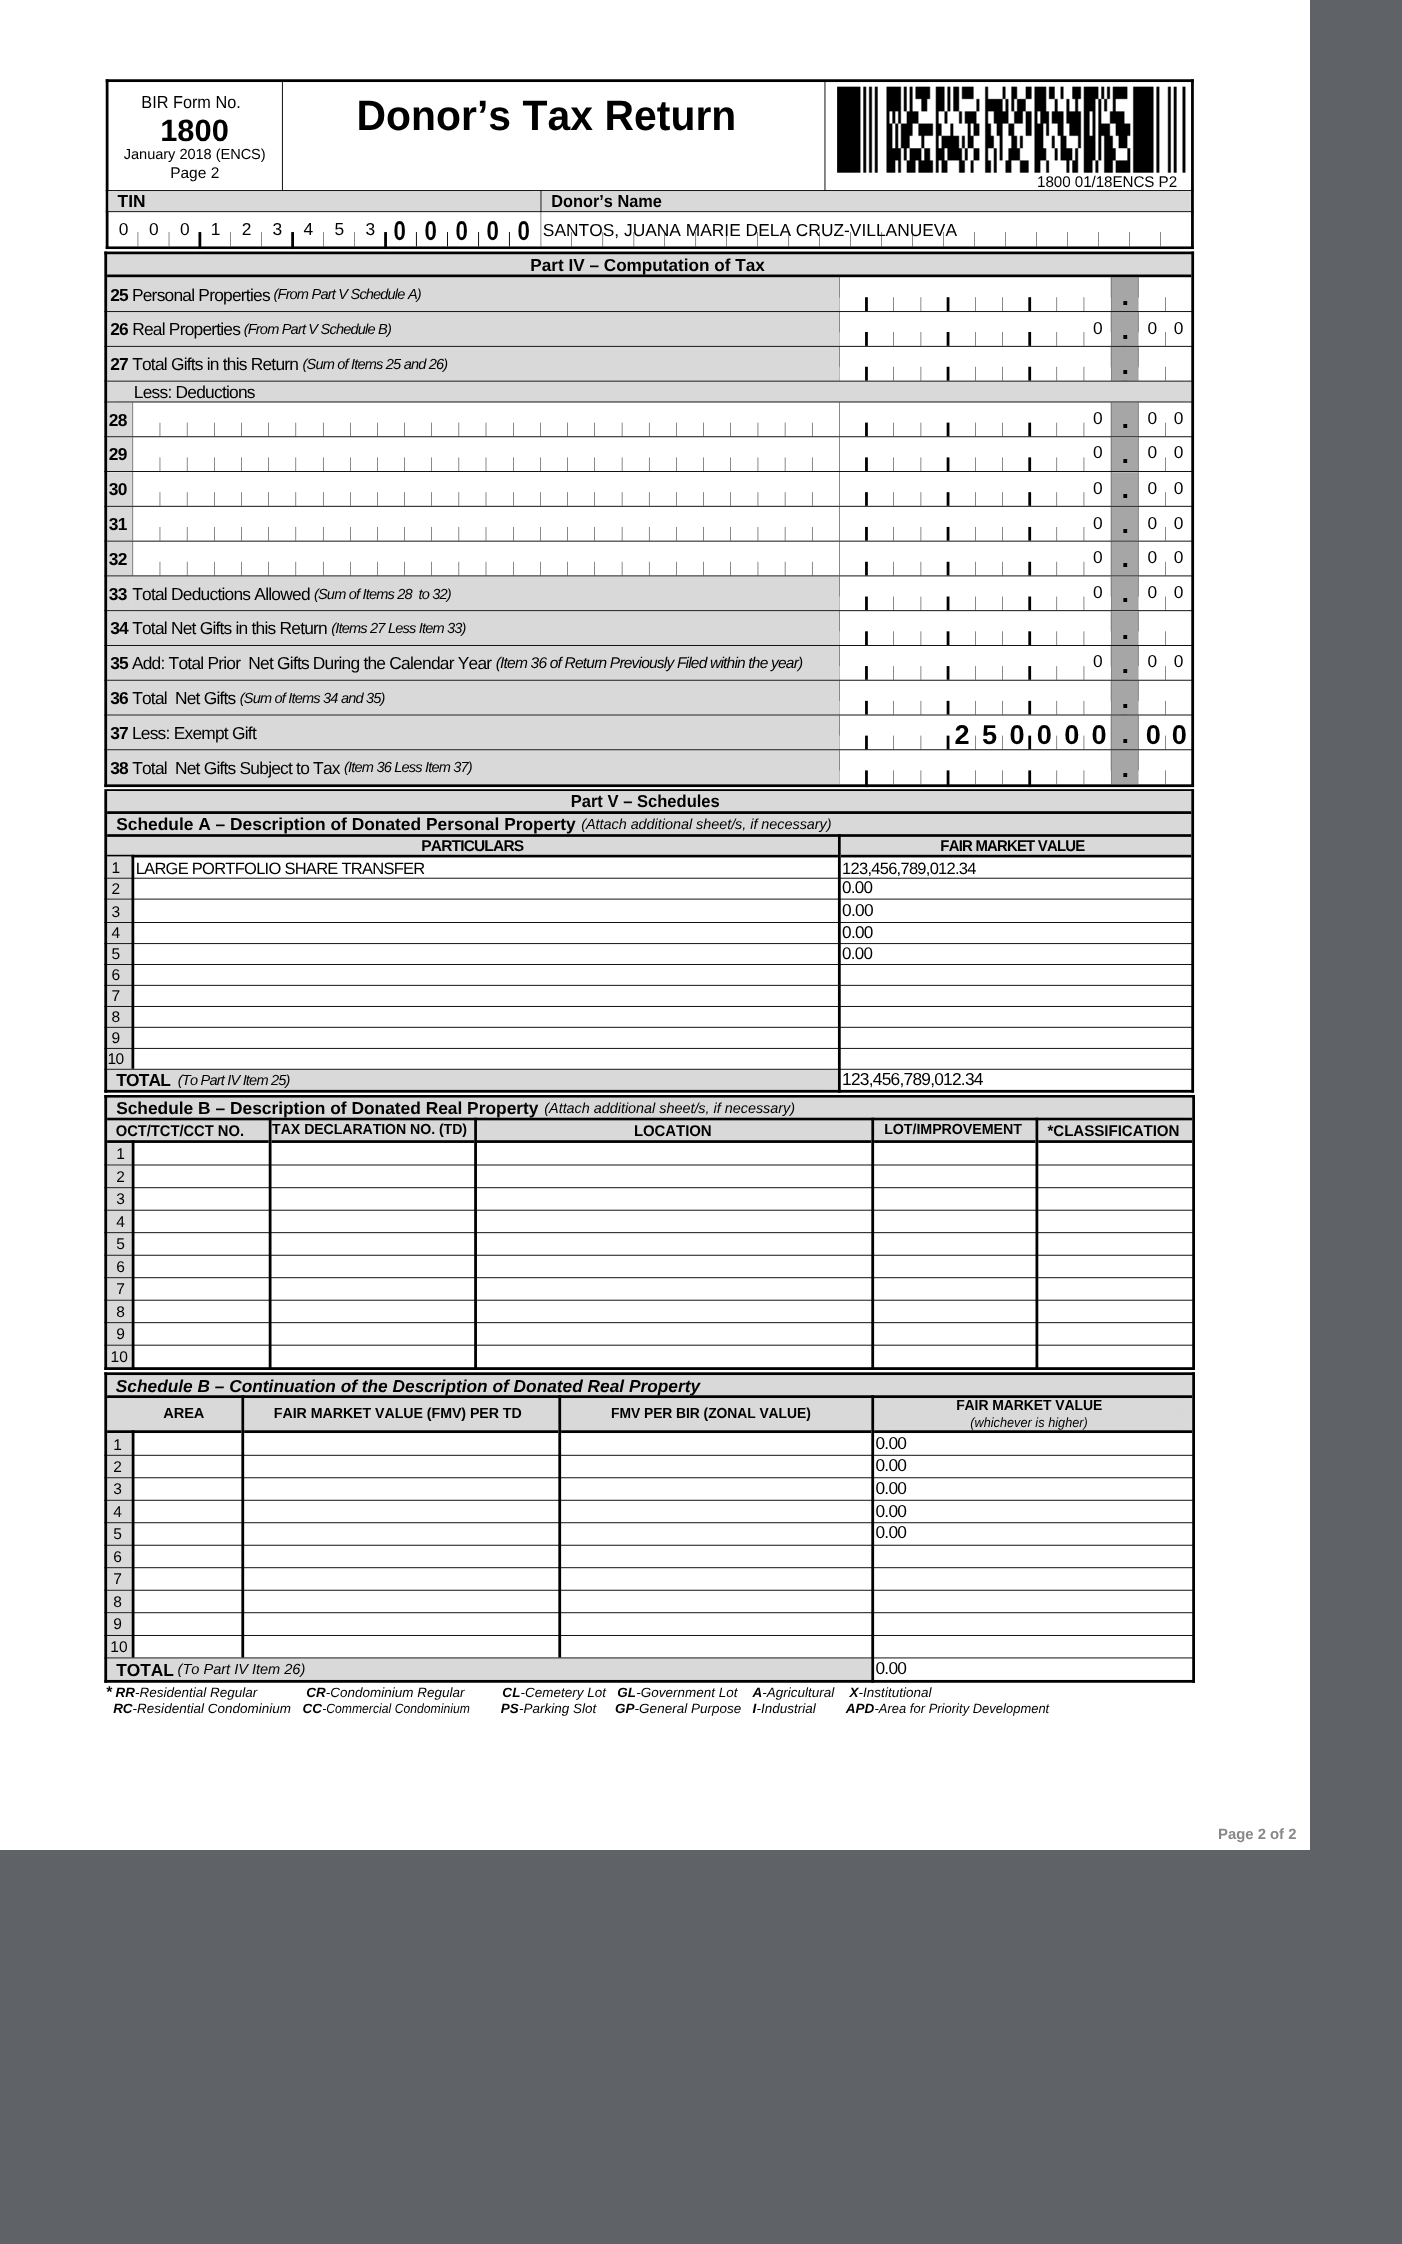 BIR Form No.
1800
January 2018 (ENCS)
Page 2
Donor’s Tax Return
1800 01/18ENCS P2
TIN
Donor’s Name
0 0 0 1 2 3 4 5 3 0 0 0 0 0
SANTOS, JUANA MARIE DELA CRUZ-VILLANUEVA
Part IV – Computation of Tax
25 Personal Properties (From Part V Schedule A) .
26 Real Properties (From Part V Schedule B) 0 . 0 0
27 Total Gifts in this Return (Sum of Items 25 and 26) .
Less: Deductions
28 0 . 0 0
29 0 . 0 0
30 0 . 0 0
31 0 . 0 0
32 0 . 0 0
33 Total Deductions Allowed (Sum of Items 28 to 32) 0 . 0 0
34 Total Net Gifts in this Return (Items 27 Less Item 33) .
35 Add: Total Prior Net Gifts During the Calendar Year (Item 36 of Return Previously Filed within the year) 0 . 0 0
36 Total Net Gifts (Sum of Items 34 and 35) .
37 Less: Exempt Gift 2 5 0 0 0 0 . 0 0
38 Total Net Gifts Subject to Tax (Item 36 Less Item 37) .
Part V – Schedules
Schedule A – Description of Donated Personal Property (Attach additional sheet/s, if necessary)
PARTICULARS FAIR MARKET VALUE
1 LARGE PORTFOLIO SHARE TRANSFER 123,456,789,012.34
2 0.00
3 0.00
4 0.00
5 0.00
6
7
8
9
10
TOTAL (To Part IV Item 25) 123,456,789,012.34
Schedule B – Description of Donated Real Property (Attach additional sheet/s, if necessary)
OCT/TCT/CCT NO. TAX DECLARATION NO. (TD) LOCATION LOT/IMPROVEMENT *CLASSIFICATION
1
2
3
4
5
6
7
8
9
10
Schedule B – Continuation of the Description of Donated Real Property
AREA FAIR MARKET VALUE (FMV) PER TD FMV PER BIR (ZONAL VALUE) FAIR MARKET VALUE
(whichever is higher)
1 0.00
2 0.00
3 0.00
4 0.00
5 0.00
6
7
8
9
10
TOTAL (To Part IV Item 26) 0.00
* RR-Residential Regular CR-Condominium Regular CL-Cemetery Lot GL-Government Lot A-Agricultural X-Institutional
RC-Residential Condominium CC-Commercial Condominium PS-Parking Slot GP-General Purpose I-Industrial APD-Area for Priority Development
Page 2 of 2